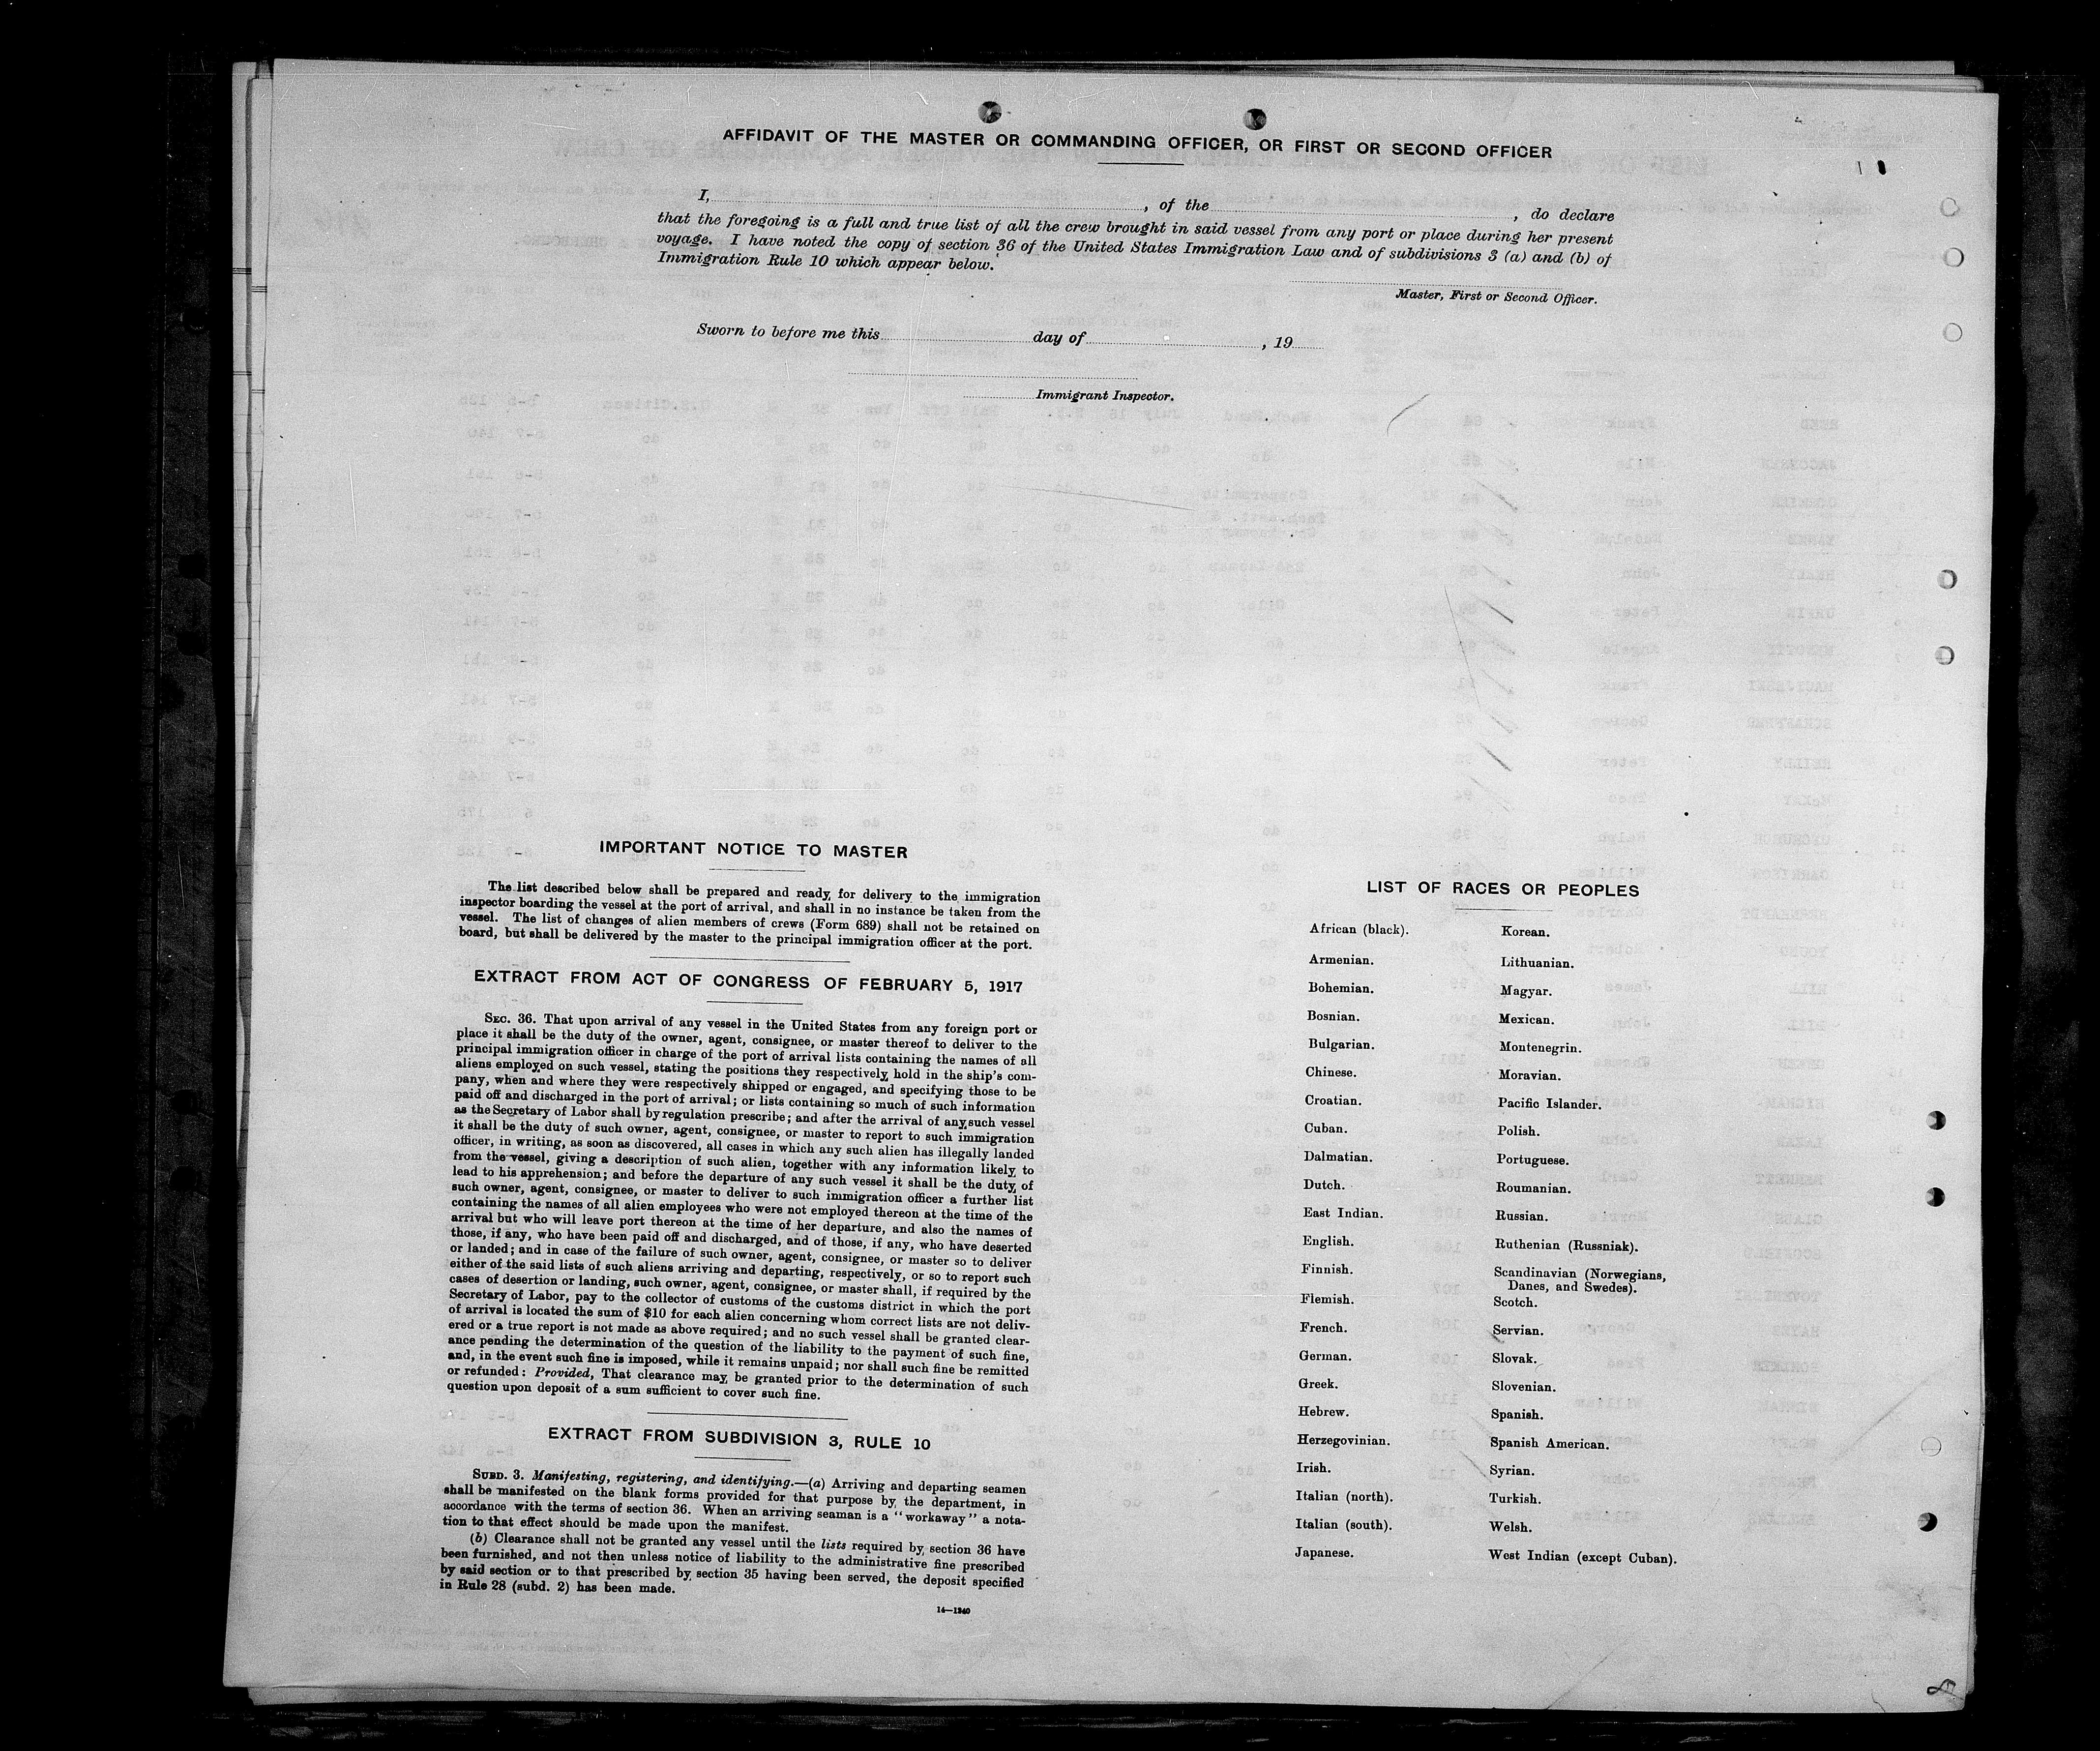 AFFIDAVIT OF THE MASTER OR COMMANDING OFFICER, OR FIRST OR SECOND OFFICER
I, , of the , do declare
that the foregoing is a full and true list of all the crew brought in said vessel from any port or place during her present
voyage. I have noted the copy of section 36 of the United States Immigration Law and of subdivisions 3 (a) and (b) of
Immigration Rule 10 which appear below.
Master, First or Second Officer.
Sworn to before me this day of , 19
Immigrant Inspector.
IMPORTANT NOTICE TO MASTER
The list described below shall be prepared and ready for delivery to the immigration
inspector boarding the vessel at the port of arrival, and shall in no instance be taken from the
vessel. The list of changes of alien members of crews (Form 689) shall not be retained on
board, but shall be delivered by the master to the principal immigration officer at the port.
EXTRACT FROM ACT OF CONGRESS OF FEBRUARY 5, 1917
SEC. 36. That upon arrival of any vessel in the United States from any foreign port or
place it shall be the duty of the owner, agent, consignee, or master thereof to deliver to the
principal immigration officer in charge of the port of arrival lists containing the names of all
aliens employed on such vessel, stating the positions they respectively hold in the ship's com-
pany, when and where they were respectively shipped or engaged, and specifying those to be
paid off and discharged in the port of arrival; or lists containing so much of such information
as the Secretary of Labor shall by regulation prescribe; and after the arrival of any such vessel
it shall be the duty of such owner, agent, consignee, or master to report to such immigration
officer, in writing, as soon as discovered, all cases in which any such alien has illegally landed
from the vessel, giving a description of such alien, together with any information likely to
lead to his apprehension; and before the departure of any such vessel it shall be the duty of
such owner, agent, consignee, or master to deliver to such immigration officer a further list
containing the names of all alien employees who were not employed thereon at the time of the
arrival but who will leave port thereon at the time of her departure, and also the names of
those, if any, who have been paid off and discharged, and of those, if any, who have deserted
or landed; and in case of the failure of such owner, agent, consignee, or master so to deliver
either of the said lists of such aliens arriving and departing, respectively, or so to report such
cases of desertion or landing, such owner, agent, consignee, or master shall, if required by the
Secretary of Labor, pay to the collector of customs of the customs district in which the port
of arrival is located the sum of $10 for each alien concerning whom correct lists are not deliv-
ered or a true report is not made as above required; and no such vessel shall be granted clear-
ance pending the determination of the question of the liability to the payment of such fine,
and, in the event such fine is imposed, while it remains unpaid; nor shall such fine be remitted
or refunded: Provided, That clearance may be granted prior to the determination of such
question upon deposit of a sum sufficient to cover such fine.
EXTRACT FROM SUBDIVISION 3, RULE 10
SUBD. 3. Manifesting, registering, and identifying.—(a) Arriving and departing seamen
shall be manifested on the blank forms provided for that purpose by the department, in
accordance with the terms of section 36. When an arriving seaman is a "workaway" a nota-
tion to that effect should be made upon the manifest.
(b) Clearance shall not be granted any vessel until the lists required by section 36 have
been furnished, and not then unless notice of liability to the administrative fine prescribed
by said section or to that prescribed by section 35 having been served, the deposit specified
in Rule 28 (subd. 2) has been made.
14—1240
LIST OF RACES OR PEOPLES
African (black).
Armenian.
Bohemian.
Bosnian.
Bulgarian.
Chinese.
Croatian.
Cuban.
Dalmatian.
Dutch.
East Indian.
English.
Finnish.
Flemish.
French.
German.
Greek.
Hebrew.
Herzegovinian.
Irish.
Italian (north).
Italian (south).
Japanese.
Korean.
Lithuanian.
Magyar.
Mexican.
Montenegrin.
Moravian.
Pacific Islander.
Polish.
Portuguese.
Roumanian.
Russian.
Ruthenian (Russniak).
Scandinavian (Norwegians,
Danes, and Swedes).
Scotch.
Servian.
Slovak.
Slovenian.
Spanish.
Spanish American.
Syrian.
Turkish.
Welsh.
West Indian (except Cuban).